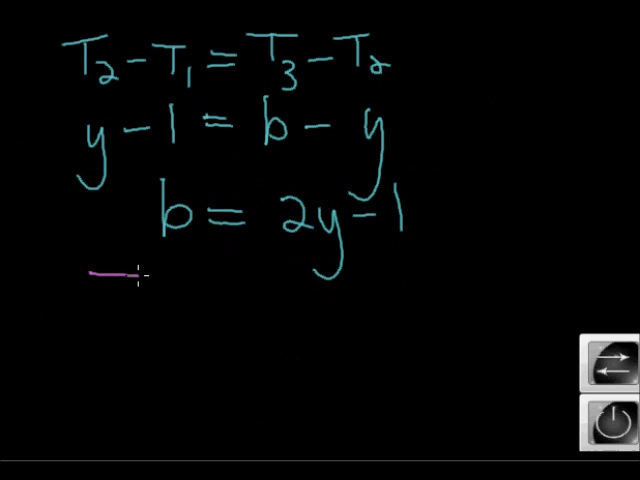 T₂ - T₁ = T₃ - T₂
y - 1 = b - y
b = 2y - 1